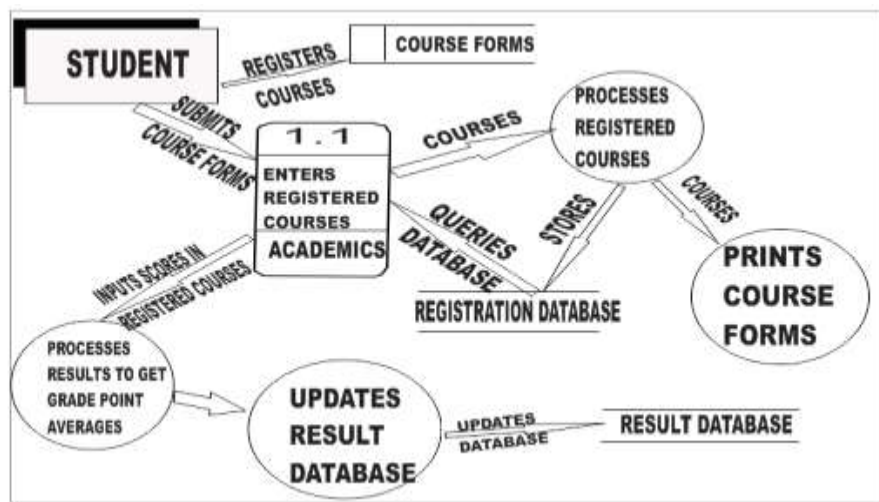 STUDENT
REGISTERS
COURSES
COURSE FORMS
SUBMITS
COURSE FORMS
1.1
ENTERS
REGISTERED
COURSES
ACADEMICS
COURSES
PROCESSES
REGISTERED
COURSES
STORES
COURSES
QUERIES
DATABASE
REGISTRATION DATABASE
PRINTS
COURSE
FORMS
INPUTS SCORES IN
REGISTERED COURSES
PROCESSES
RESULTS TO GET
GRADE POINT
AVERAGES
UPDATES
RESULT
DATABASE
UPDATES
DATABASE
RESULT DATABASE